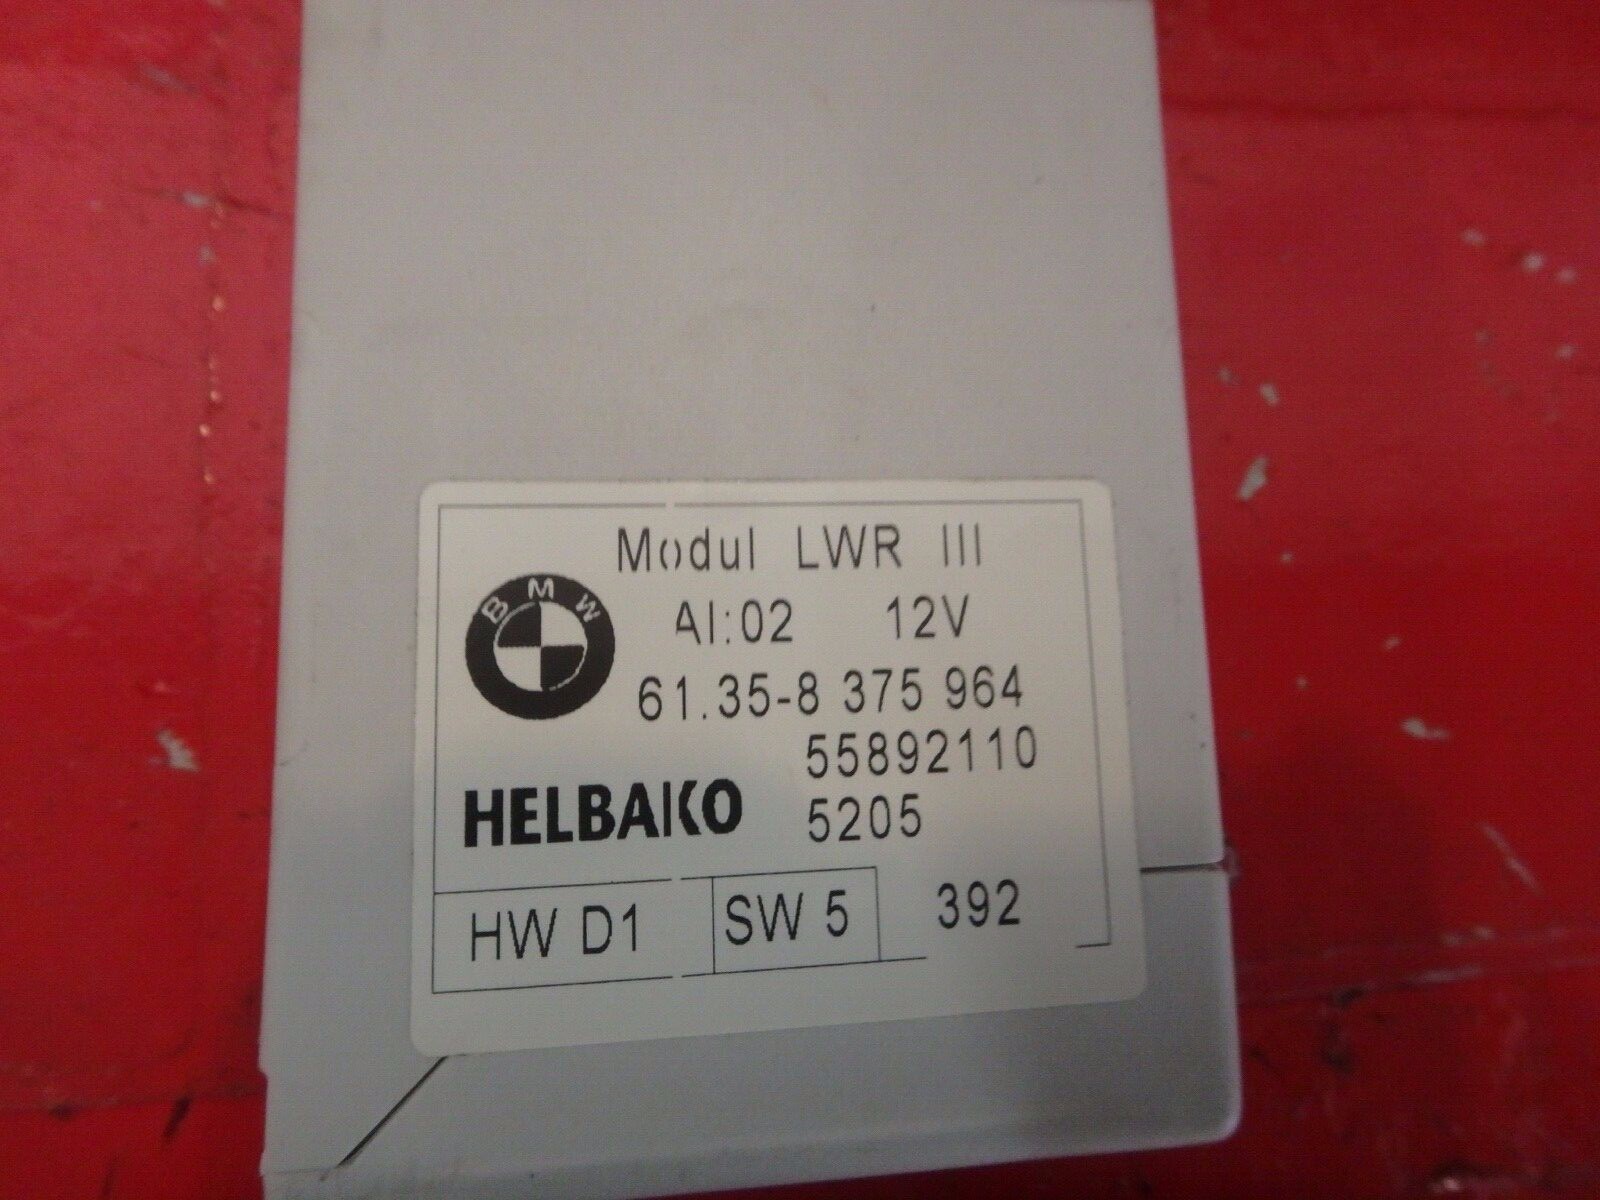 Modul LWR III
BMW
AI:02 12V
61.35-8 375 964
55892110
HELBAKO
5205
HW D1 SW 5 392